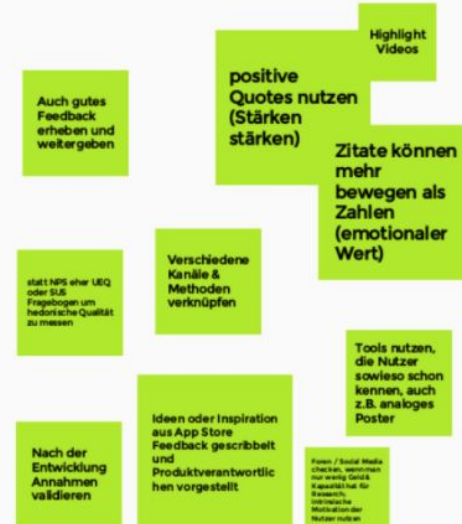 Highlight
Videos
positive
Quotes nutzen
(Stärken
stärken)
Auch gutes
Feedback
erheben und
weitergeben
Zitate können
mehr
bewegen als
Zahlen
(emotionaler
Wert)
Verschiedene
Kanäle &
Methoden
verknüpfen
statt NPS eher UEQ
oder SUS
Fragebogen um
hedonische Qualität
zu messen
Tools nutzen,
die Nutzer
sowieso schon
kennen, auch
z.B. analoges
Poster
Ideen oder Inspiration
aus App Store
Feedback gescribbelt
und
Produktverantwortlic
hen vorgestellt
Nach der
Entwicklung
Annahmen
validieren
Foren / Social Media
checken, wenn man
nur wenig Geld &
Kapazität hat für
Research;
intrinsische
Motivation der
Nutzer nutzen